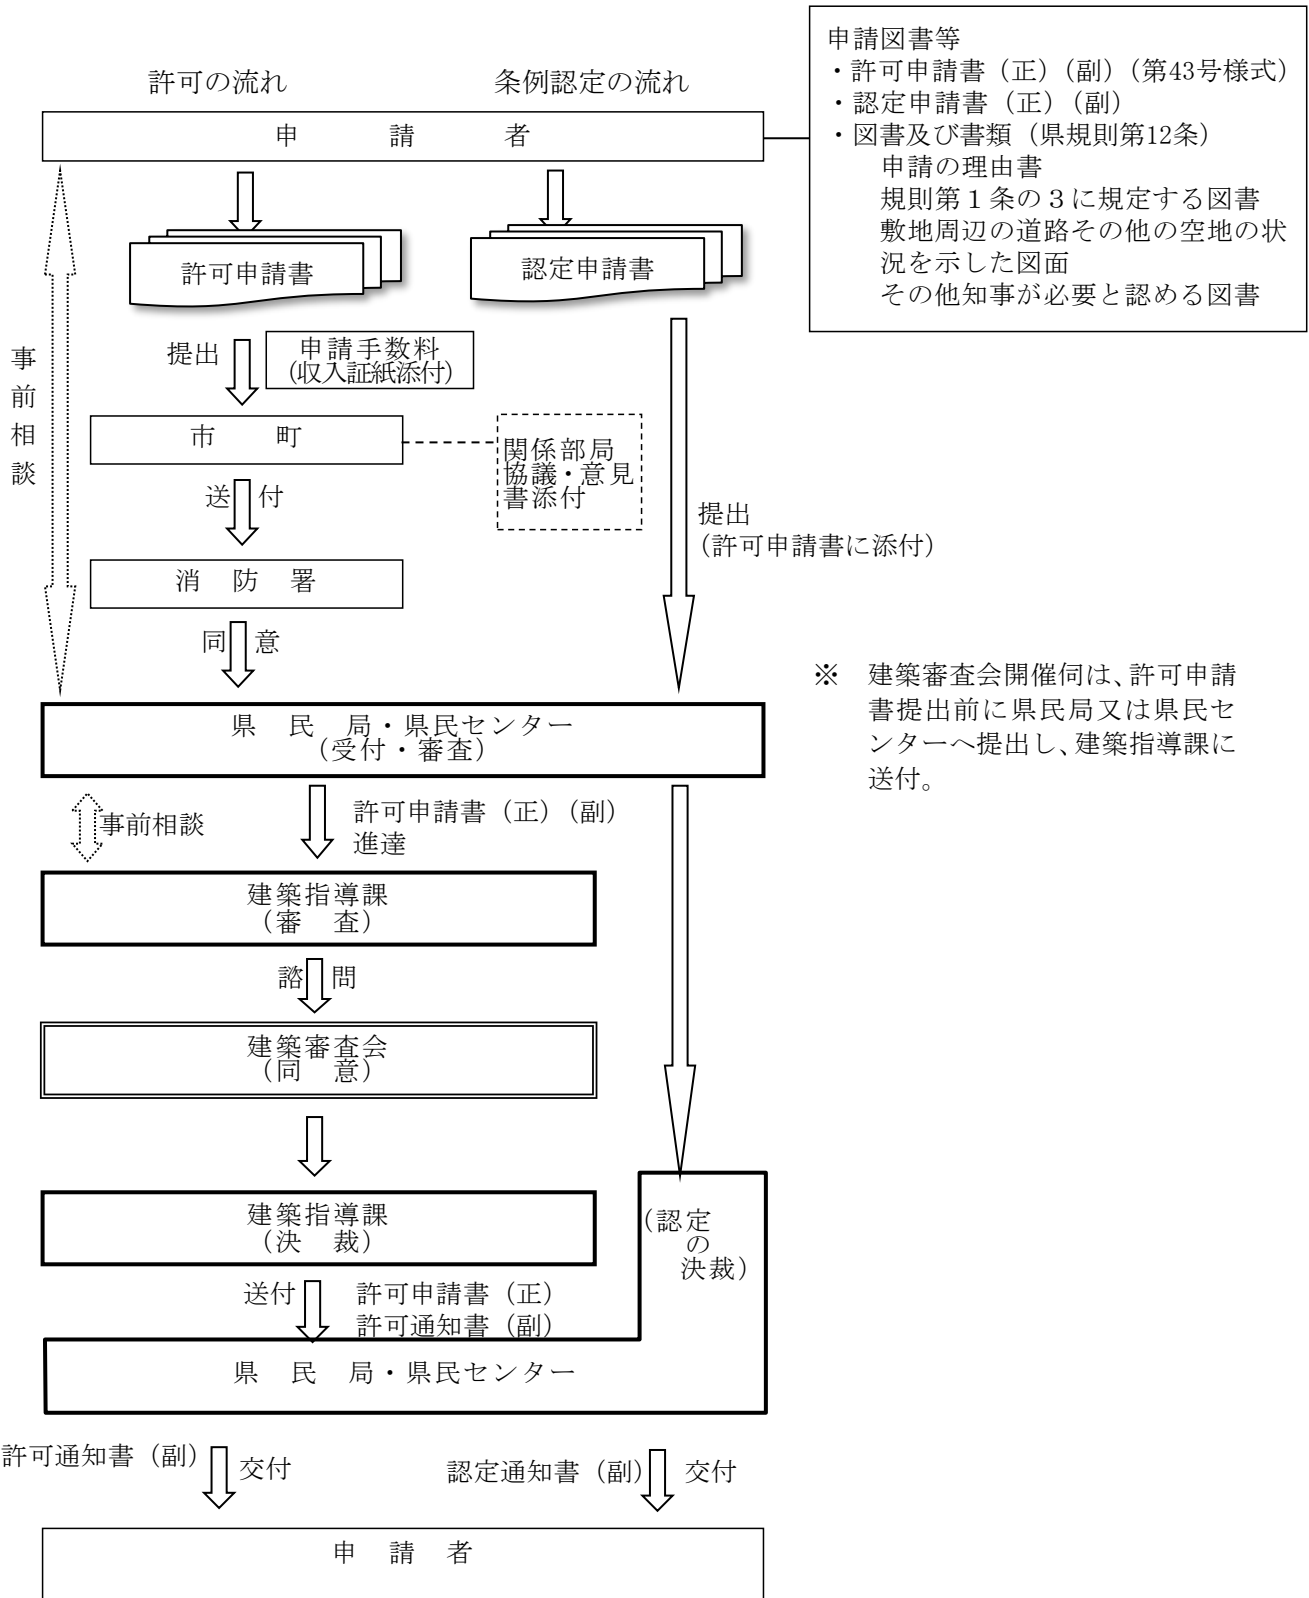 申請図書等
・許可申請書（正）（副）（第43号様式）
・認定申請書（正）（副）
・図書及び書類（県規則第12条）
申請の理由書
規則第１条の３に規定する図書
敷地周辺の道路その他の空地の状
況を示した図面
その他知事が必要と認める図書
許可の流れ
条例認定の流れ
申　請　者
許可申請書
認定申請書
事前相談
提出
申請手数料
（収入証紙添付）
市　町
関係部局
協議・意見
書添付
送付
提出
（許可申請書に添付）
消　防　署
同意
※　建築審査会開催伺は、許可申請
書提出前に県民局又は県民セ
ンターへ提出し、建築指導課に
送付。
県　民　局・県民センター
（受付・審査）
事前相談
許可申請書（正）（副）
進達
建築指導課
（審　査）
諮問
建築審査会
（同　意）
建築指導課
（決　裁）
（認定
の
決裁）
送付
許可申請書（正）
許可通知書（副）
県　民　局・県民センター
許可通知書（副）
交付
認定通知書（副）
交付
申　請　者